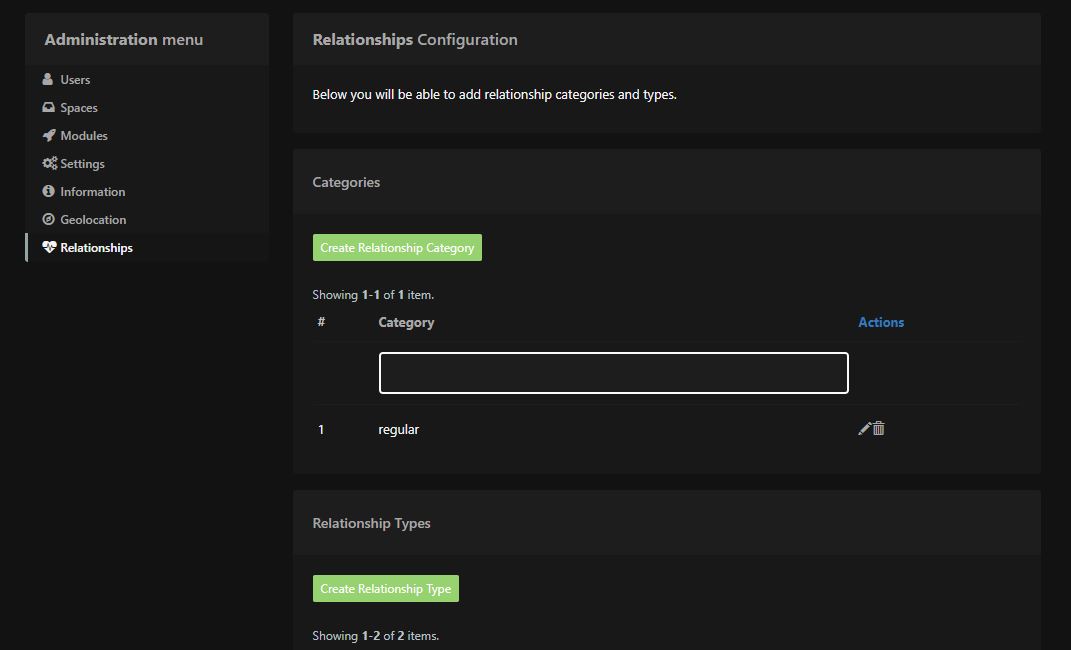 Administration menu
Users
Spaces
Modules
Settings
Information
Geolocation
Relationships
Relationships Configuration
Below you will be able to add relationship categories and types.
Categories
Create Relationship Category
Showing 1-1 of 1 item.
# Category Actions
1 regular
Relationship Types
Create Relationship Type
Showing 1-2 of 2 items.